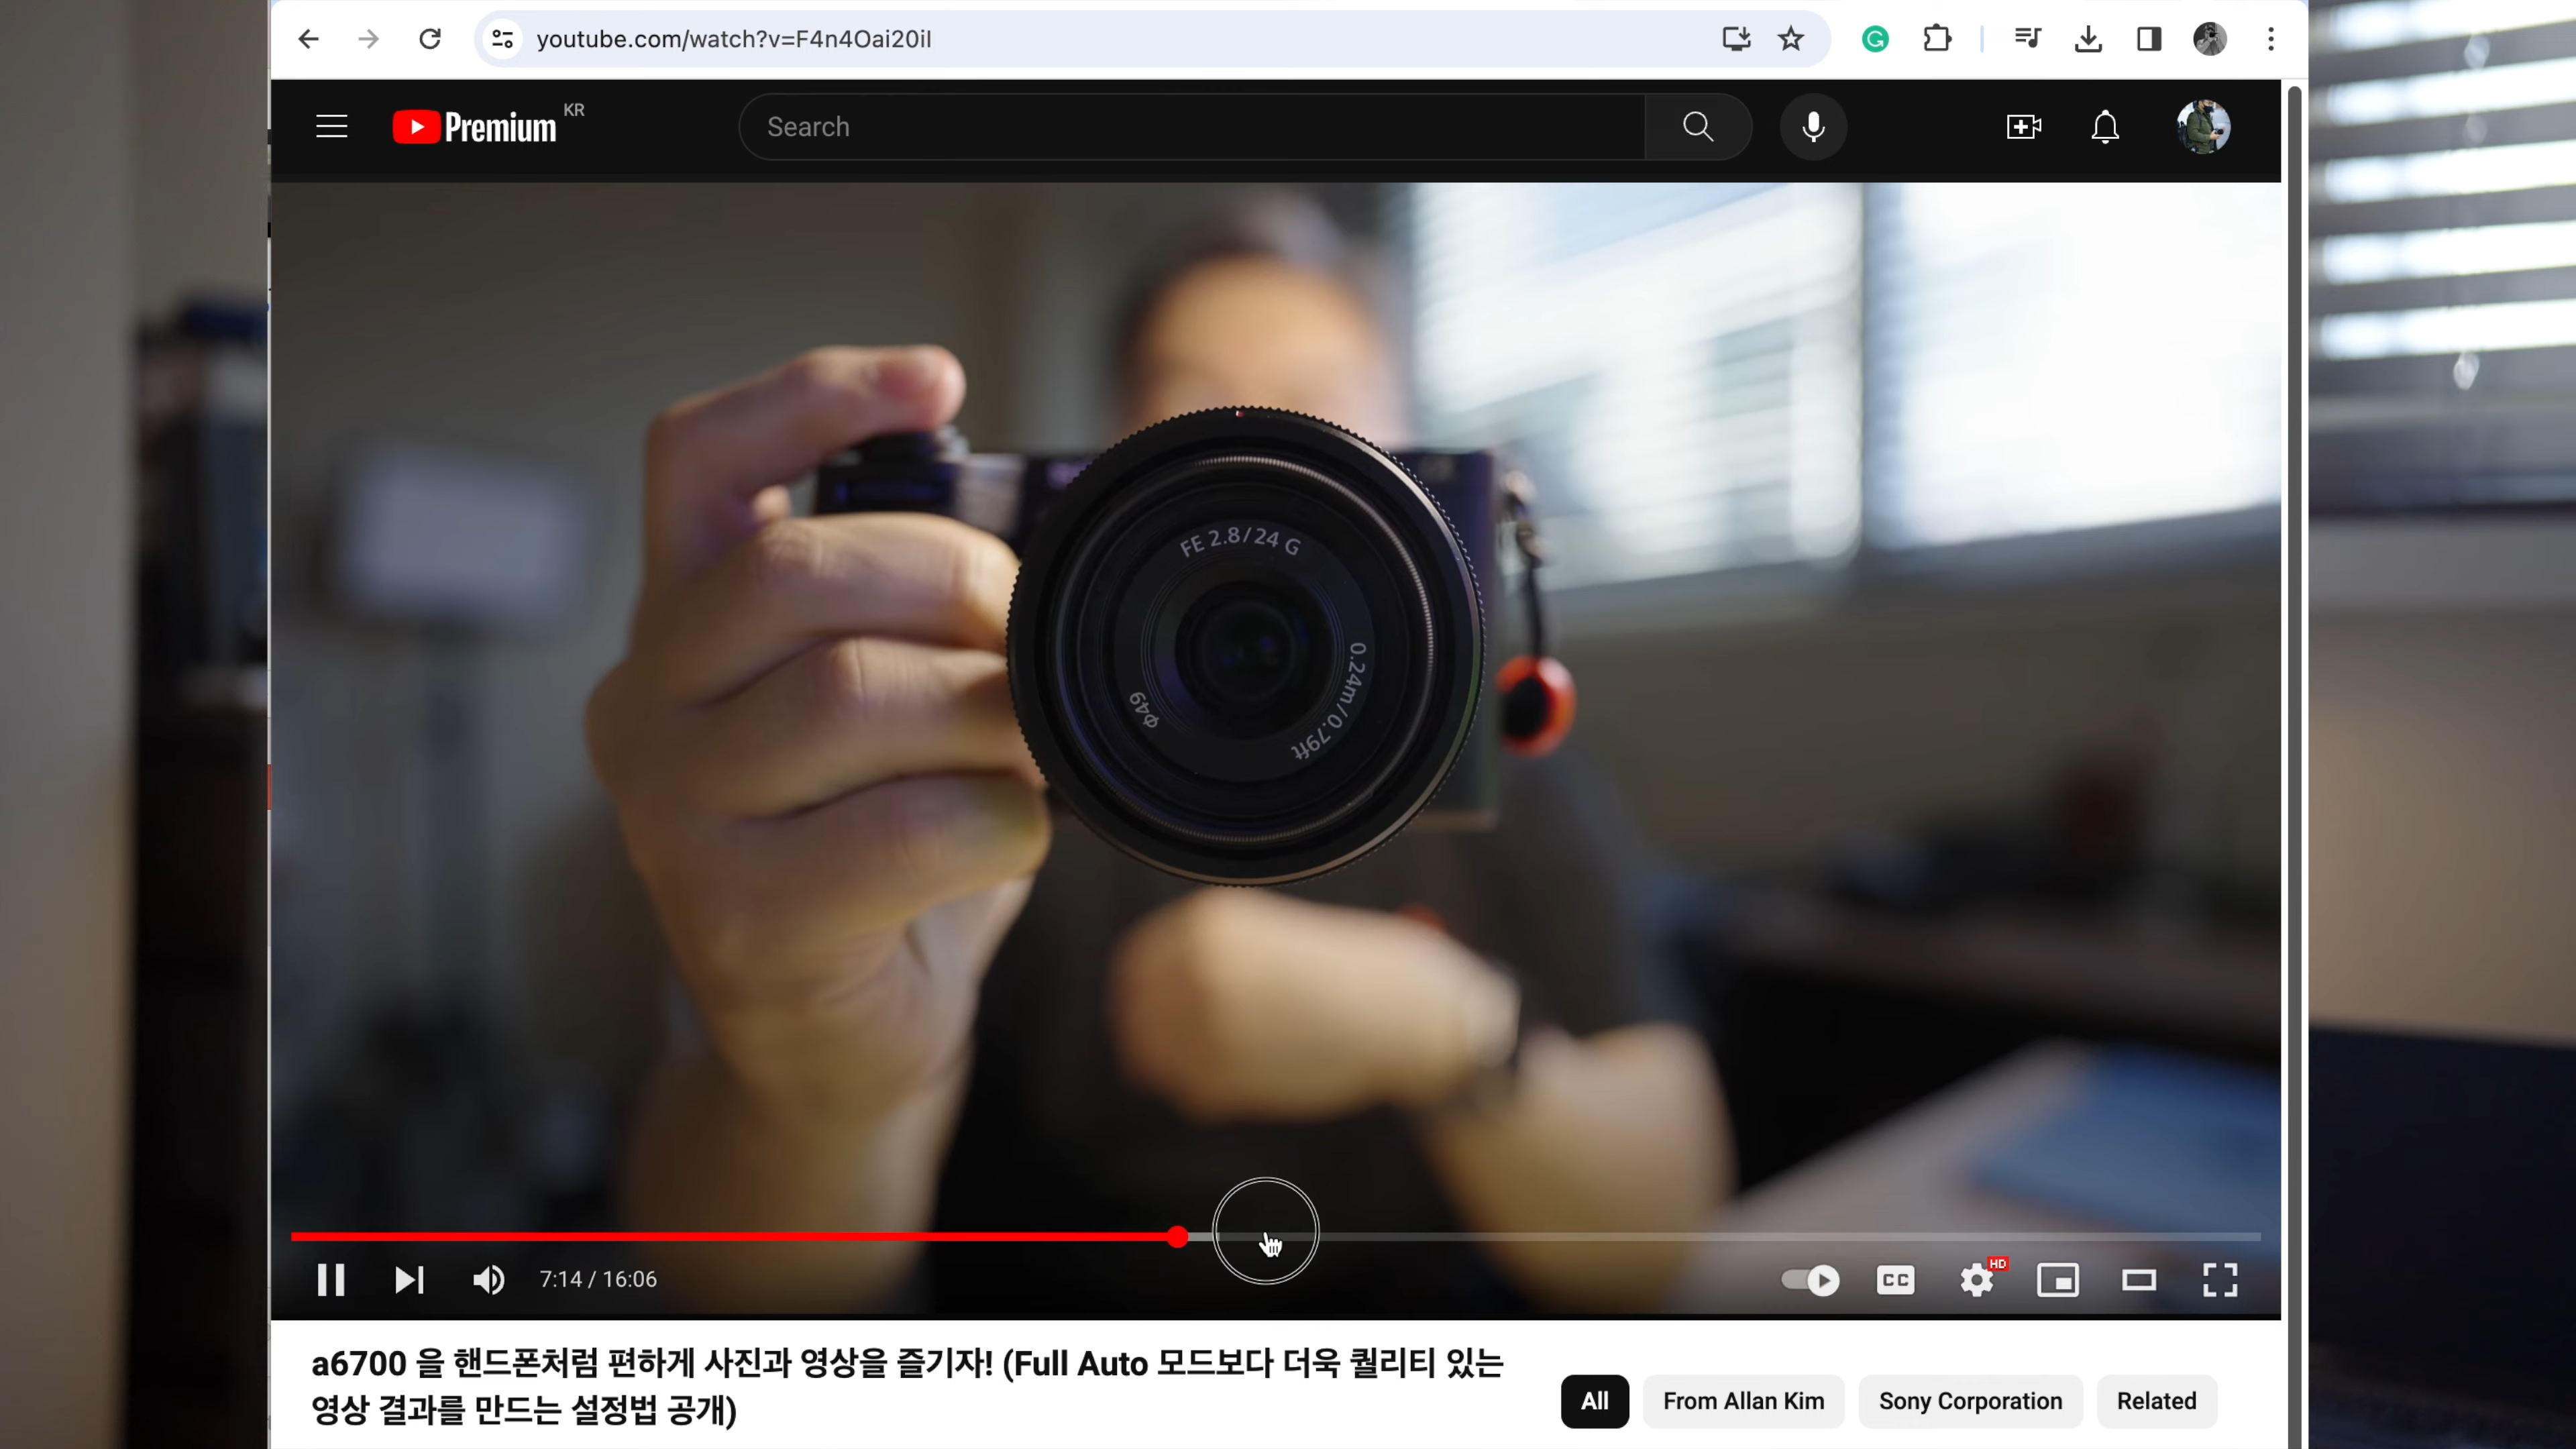 youtube.com/watch?v=F4n4Oai20iI
Premium KR
Search
FE 2.8/24 G
0.24m/0.79ft
φ49
7:14 / 16:06
CC
HD
a6700 을 핸드폰처럼 편하게 사진과 영상을 즐기자! (Full Auto 모드보다 더욱 퀄리티 있는
영상 결과를 만드는 설정법 공개)
All
From Allan Kim
Sony Corporation
Related